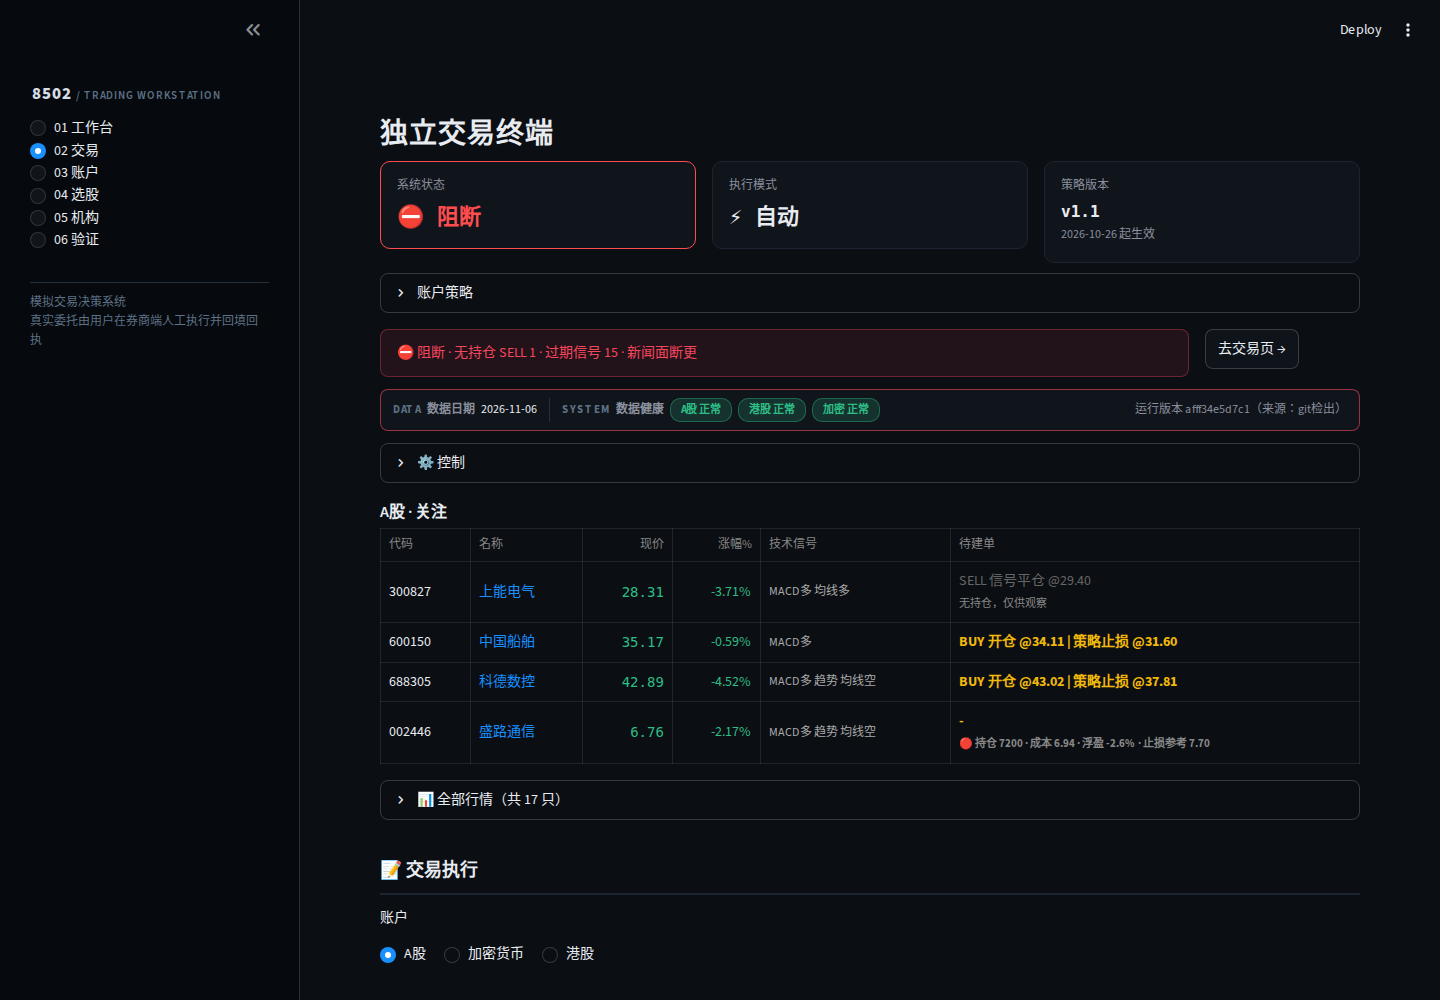 Deploy
8502 / TRADING WORKSTATION
01 工作台
02 交易
03 账户
04 选股
05 机构
06 验证
模拟交易决策系统
真实委托由用户在券商端人工执行并回填回
执
独立交易终端
系统状态
⛔ 阻断
执行模式
⚡ 自动
策略版本
v1.1
2026-10-26 起生效
账户策略
⛔ 阻断 · 无持仓 SELL 1 · 过期信号 15 · 新闻面断更
去交易页 →
DATA 数据日期 2026-11-06 SYSTEM 数据健康 A股 正常 港股 正常 加密 正常 运行版本 afff34e5d7c1（来源：git检出）
⚙️ 控制
A股 · 关注
代码 名称 现价 涨幅% 技术信号 待建单
300827 上能电气 28.31 -3.71% MACD多 均线多 SELL 信号平仓 @29.40
无持仓，仅供观察
600150 中国船舶 35.17 -0.59% MACD多 BUY 开仓 @34.11 | 策略止损 @31.60
688305 科德数控 42.89 -4.52% MACD多 趋势 均线空 BUY 开仓 @43.02 | 策略止损 @37.81
002446 盛路通信 6.76 -2.17% MACD多 趋势 均线空 -
🔴 持仓 7200 · 成本 6.94 · 浮盈 -2.6% · 止损参考 7.70
📊 全部行情（共 17 只）
📝 交易执行
账户
A股 加密货币 港股